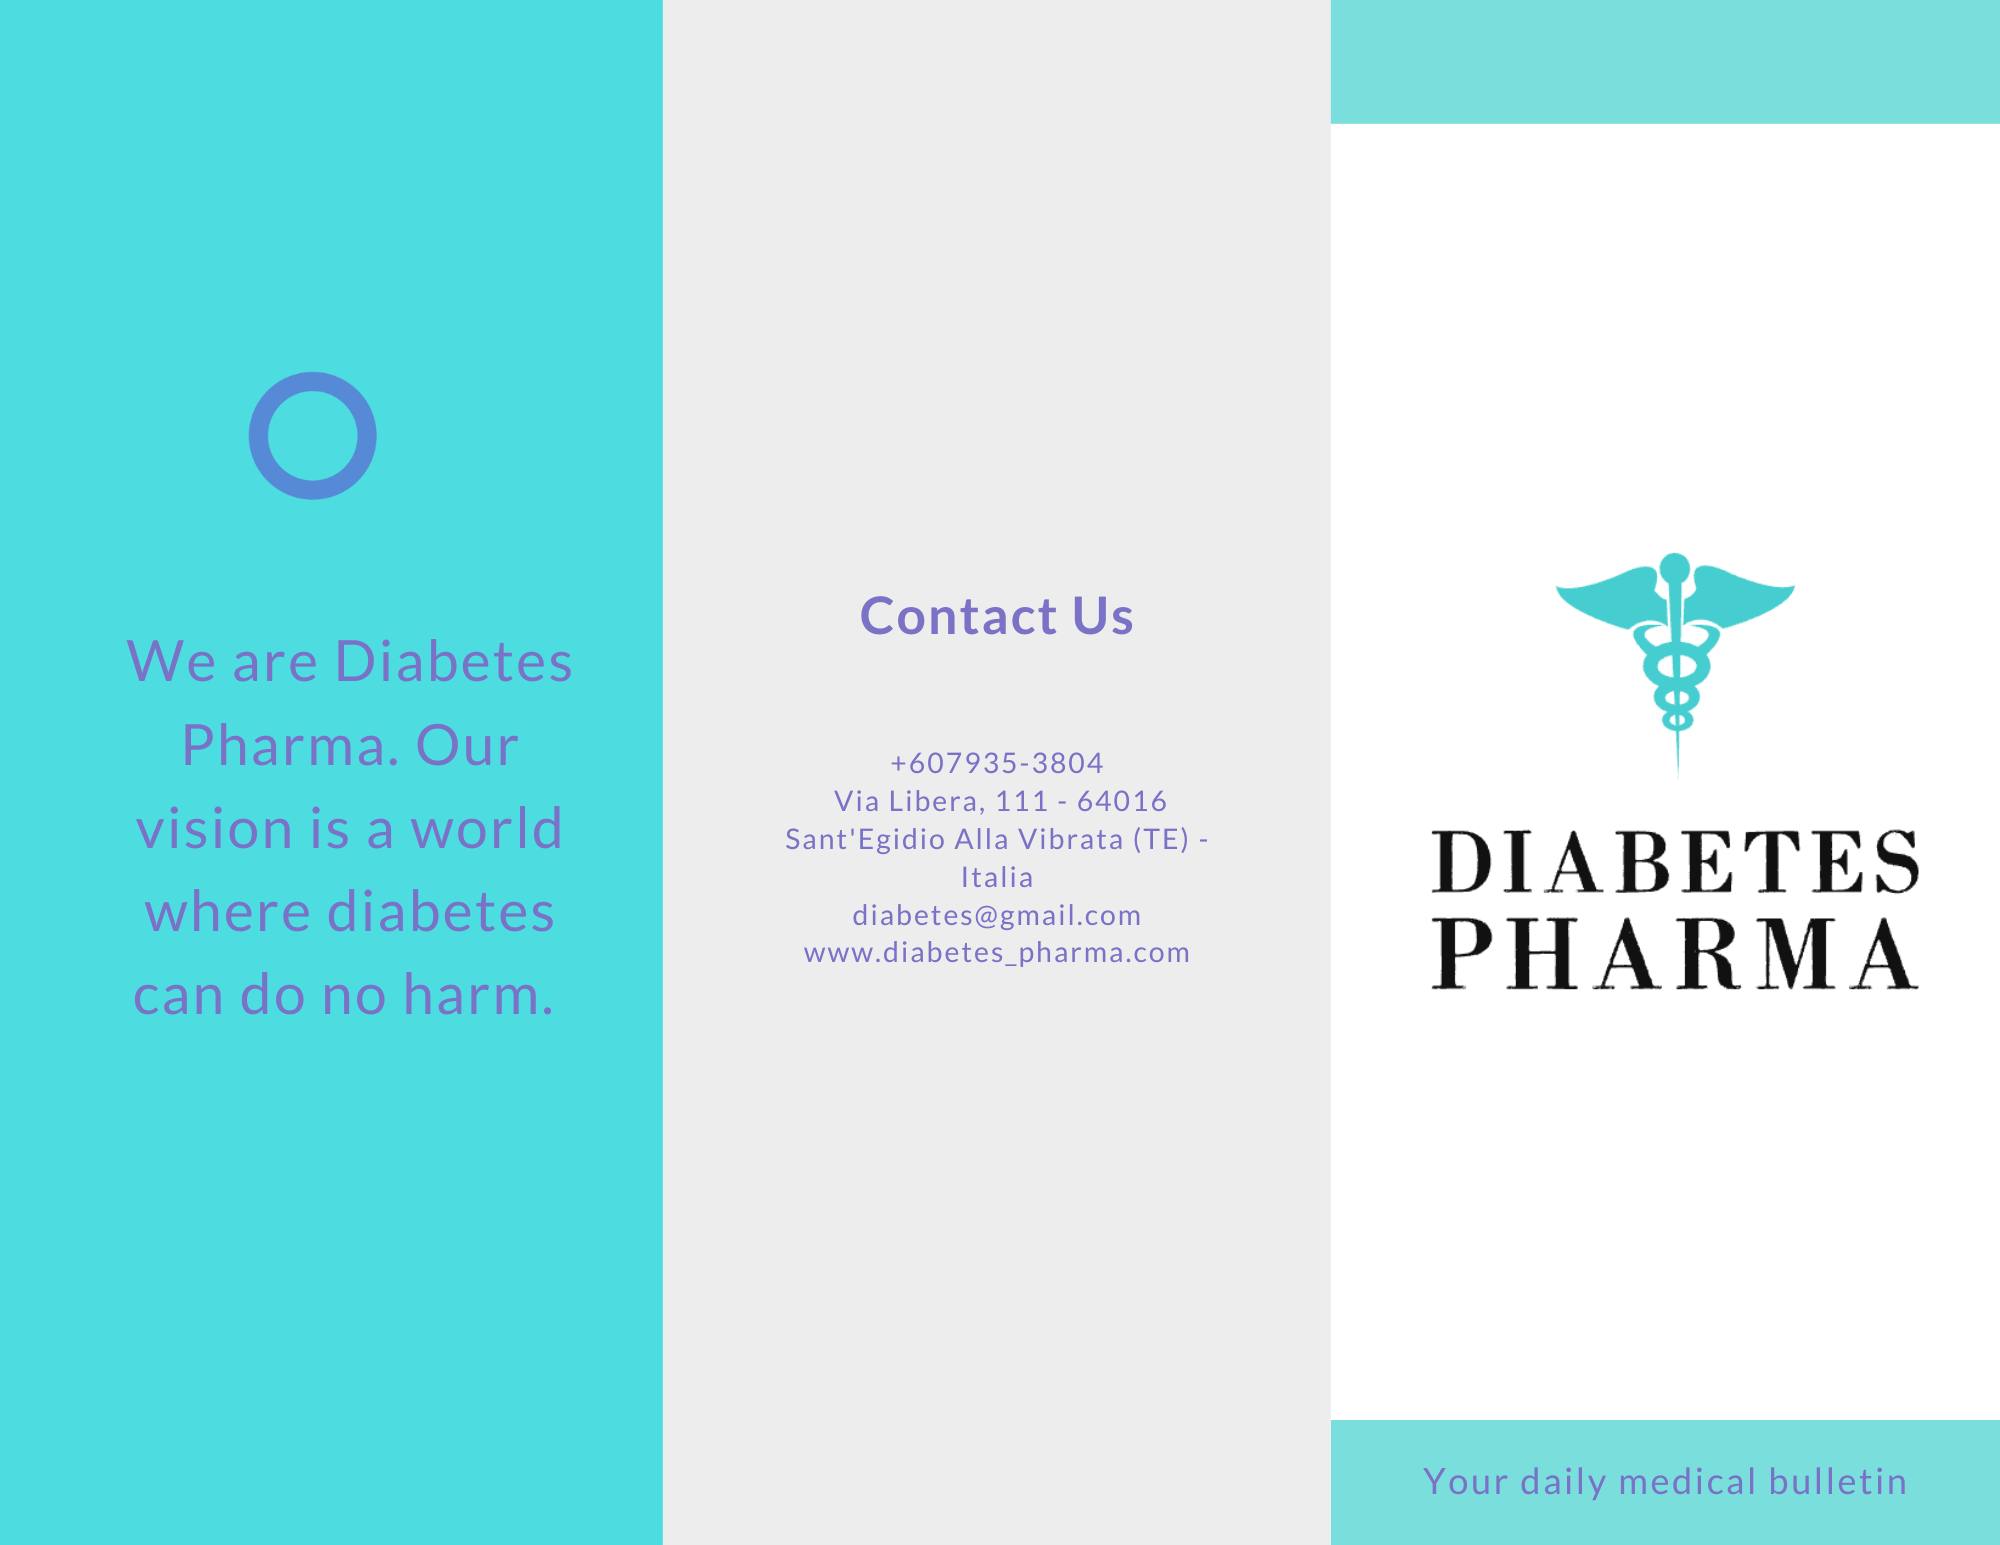 We are Diabetes
Pharma. Our
vision is a world
where diabetes
can do no harm.
Contact Us
+607935-3804
Via Libera, 111 - 64016
Sant'Egidio Alla Vibrata (TE) -
Italia
diabetes@gmail.com
www.diabetes_pharma.com
DIABETES
PHARMA
Your daily medical bulletin